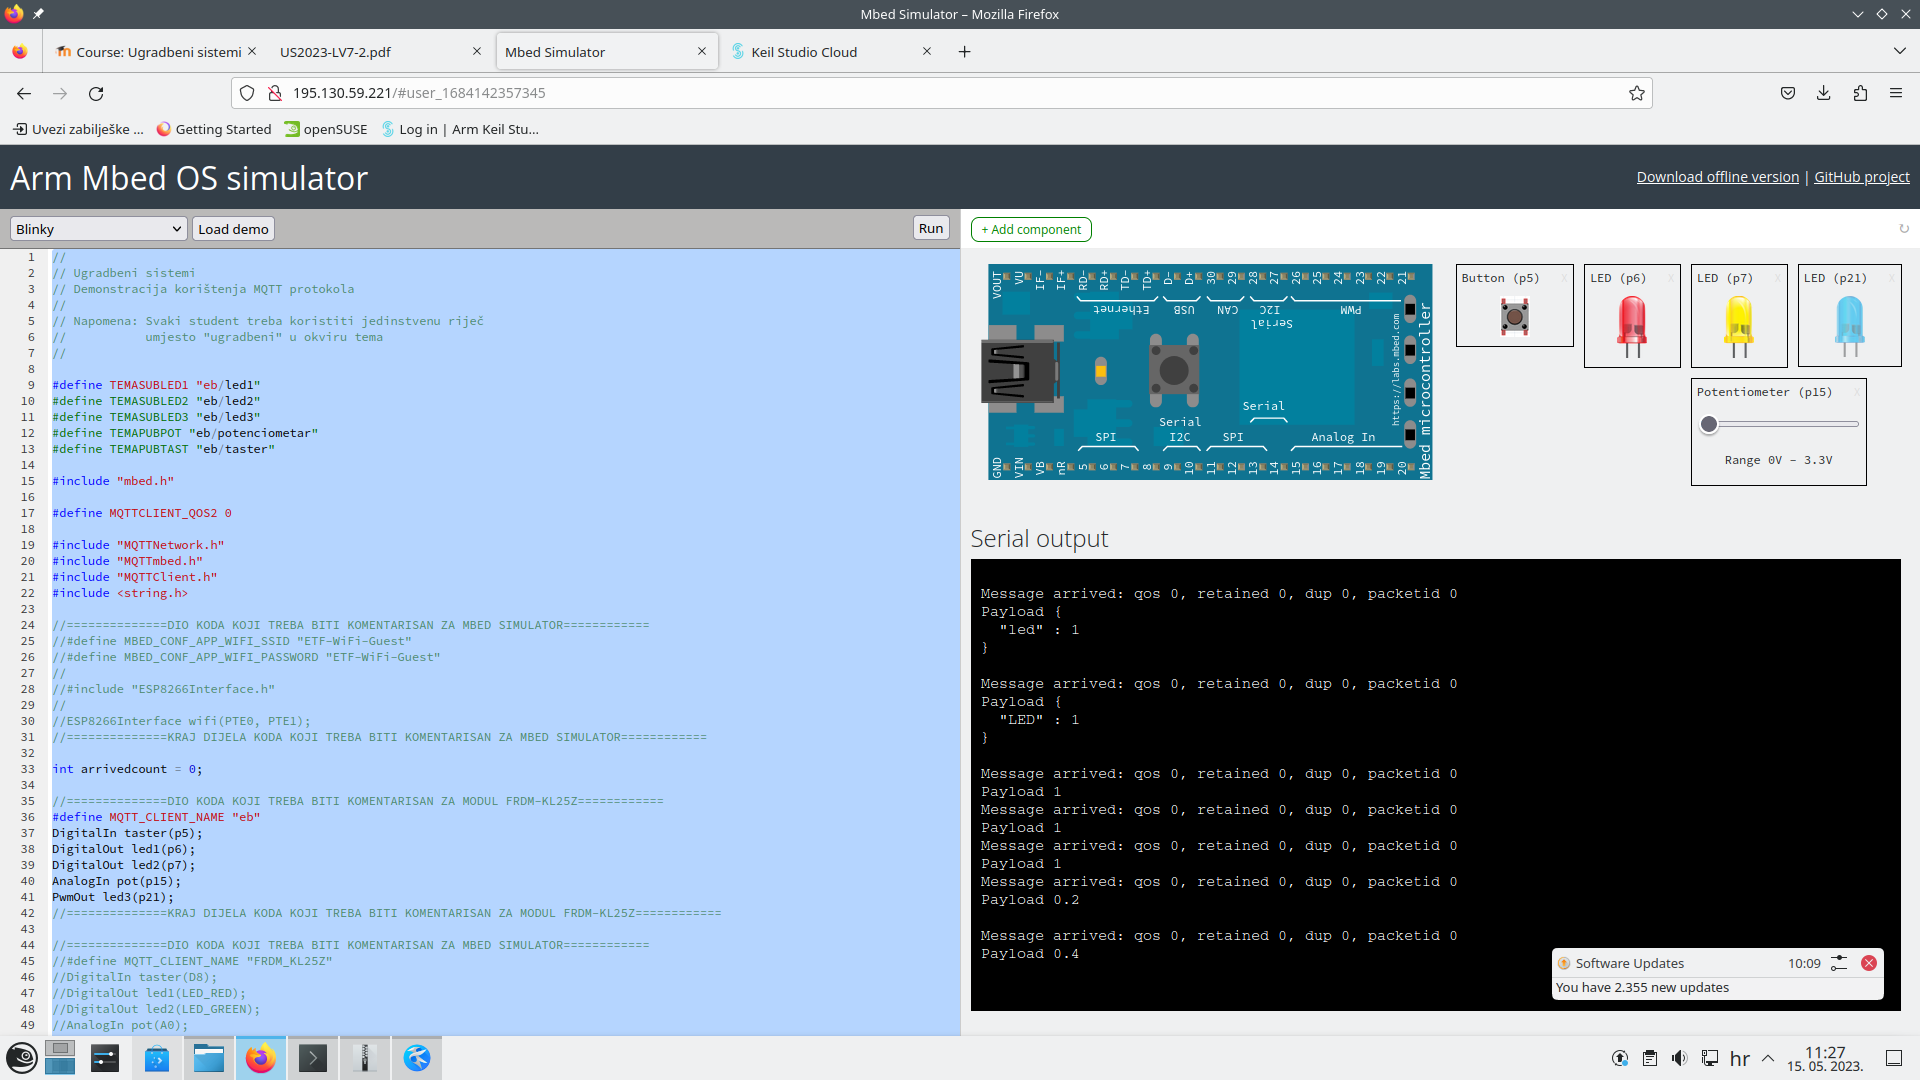 Mbed Simulator – Mozilla Firefox
Course: Ugradbeni sistemi
US2023-LV7-2.pdf
Mbed Simulator
Keil Studio Cloud
195.130.59.221/#user_1684142357345
Uvezi zabilješke ...
Getting Started
openSUSE
Log in | Arm Keil Stu...
Arm Mbed OS simulator
Download offline version | GitHub project
Blinky
Load demo
Run
+ Add component
1 //
2 // Ugradbeni sistemi
3 // Demonstracija korištenja MQTT protokola
4 //
5 // Napomena: Svaki student treba koristiti jedinstvenu riječ
6 //           umjesto "ugradbeni" u okviru tema
7 //
8
9 #define TEMASUBLED1 "eb/led1"
10 #define TEMASUBLED2 "eb/led2"
11 #define TEMASUBLED3 "eb/led3"
12 #define TEMAPUBPOT "eb/potenciometar"
13 #define TEMAPUBTAST "eb/taster"
14
15 #include "mbed.h"
16
17 #define MQTTCLIENT_QOS2 0
18
19 #include "MQTTNetwork.h"
20 #include "MQTTmbed.h"
21 #include "MQTTClient.h"
22 #include <string.h>
23
24 //==============DIO KODA KOJI TREBA BITI KOMENTARISAN ZA MBED SIMULATOR============
25 //#define MBED_CONF_APP_WIFI_SSID "ETF-WiFi-Guest"
26 //#define MBED_CONF_APP_WIFI_PASSWORD "ETF-WiFi-Guest"
27 //
28 //#include "ESP8266Interface.h"
29 //
30 //ESP8266Interface wifi(PTE0, PTE1);
31 //==============KRAJ DIJELA KODA KOJI TREBA BITI KOMENTARISAN ZA MBED SIMULATOR============
32
33 int arrivedcount = 0;
34
35 //==============DIO KODA KOJI TREBA BITI KOMENTARISAN ZA MODUL FRDM-KL25Z============
36 #define MQTT_CLIENT_NAME "eb"
37 DigitalIn taster(p5);
38 DigitalOut led1(p6);
39 DigitalOut led2(p7);
40 AnalogIn pot(p15);
41 PwmOut led3(p21);
42 //==============KRAJ DIJELA KODA KOJI TREBA BITI KOMENTARISAN ZA MODUL FRDM-KL25Z============
43
44 //==============DIO KODA KOJI TREBA BITI KOMENTARISAN ZA MBED SIMULATOR============
45 //#define MQTT_CLIENT_NAME "FRDM_KL25Z"
46 //DigitalIn taster(D8);
47 //DigitalOut led1(LED_RED);
48 //DigitalOut led2(LED_GREEN);
49 //AnalogIn pot(A0);
VOUT VU IF- IF+ RD- RD+ TD- TD+ D- D+ 30 29 28 27 26 25 24 23 22 21
Ethernet USB CAN I2C PWM
Serial
Serial
Serial
SPI I2C SPI Analog In
GND VIN VB nR 5 6 7 8 9 10 11 12 13 14 15 16 17 18 19 20
https://labs.mbed.com
Mbed microcontroller
Button (p5)
LED (p6)
LED (p7)
LED (p21)
Potentiometer (p15)
Range 0V - 3.3V
Serial output
Message arrived: qos 0, retained 0, dup 0, packetid 0
Payload {
"led" : 1
}
Message arrived: qos 0, retained 0, dup 0, packetid 0
Payload {
"LED" : 1
}
Message arrived: qos 0, retained 0, dup 0, packetid 0
Payload 1
Message arrived: qos 0, retained 0, dup 0, packetid 0
Payload 1
Message arrived: qos 0, retained 0, dup 0, packetid 0
Payload 1
Message arrived: qos 0, retained 0, dup 0, packetid 0
Payload 0.2
Message arrived: qos 0, retained 0, dup 0, packetid 0
Payload 0.4
Software Updates 10:09
You have 2.355 new updates
hr
11:27
15. 05. 2023.